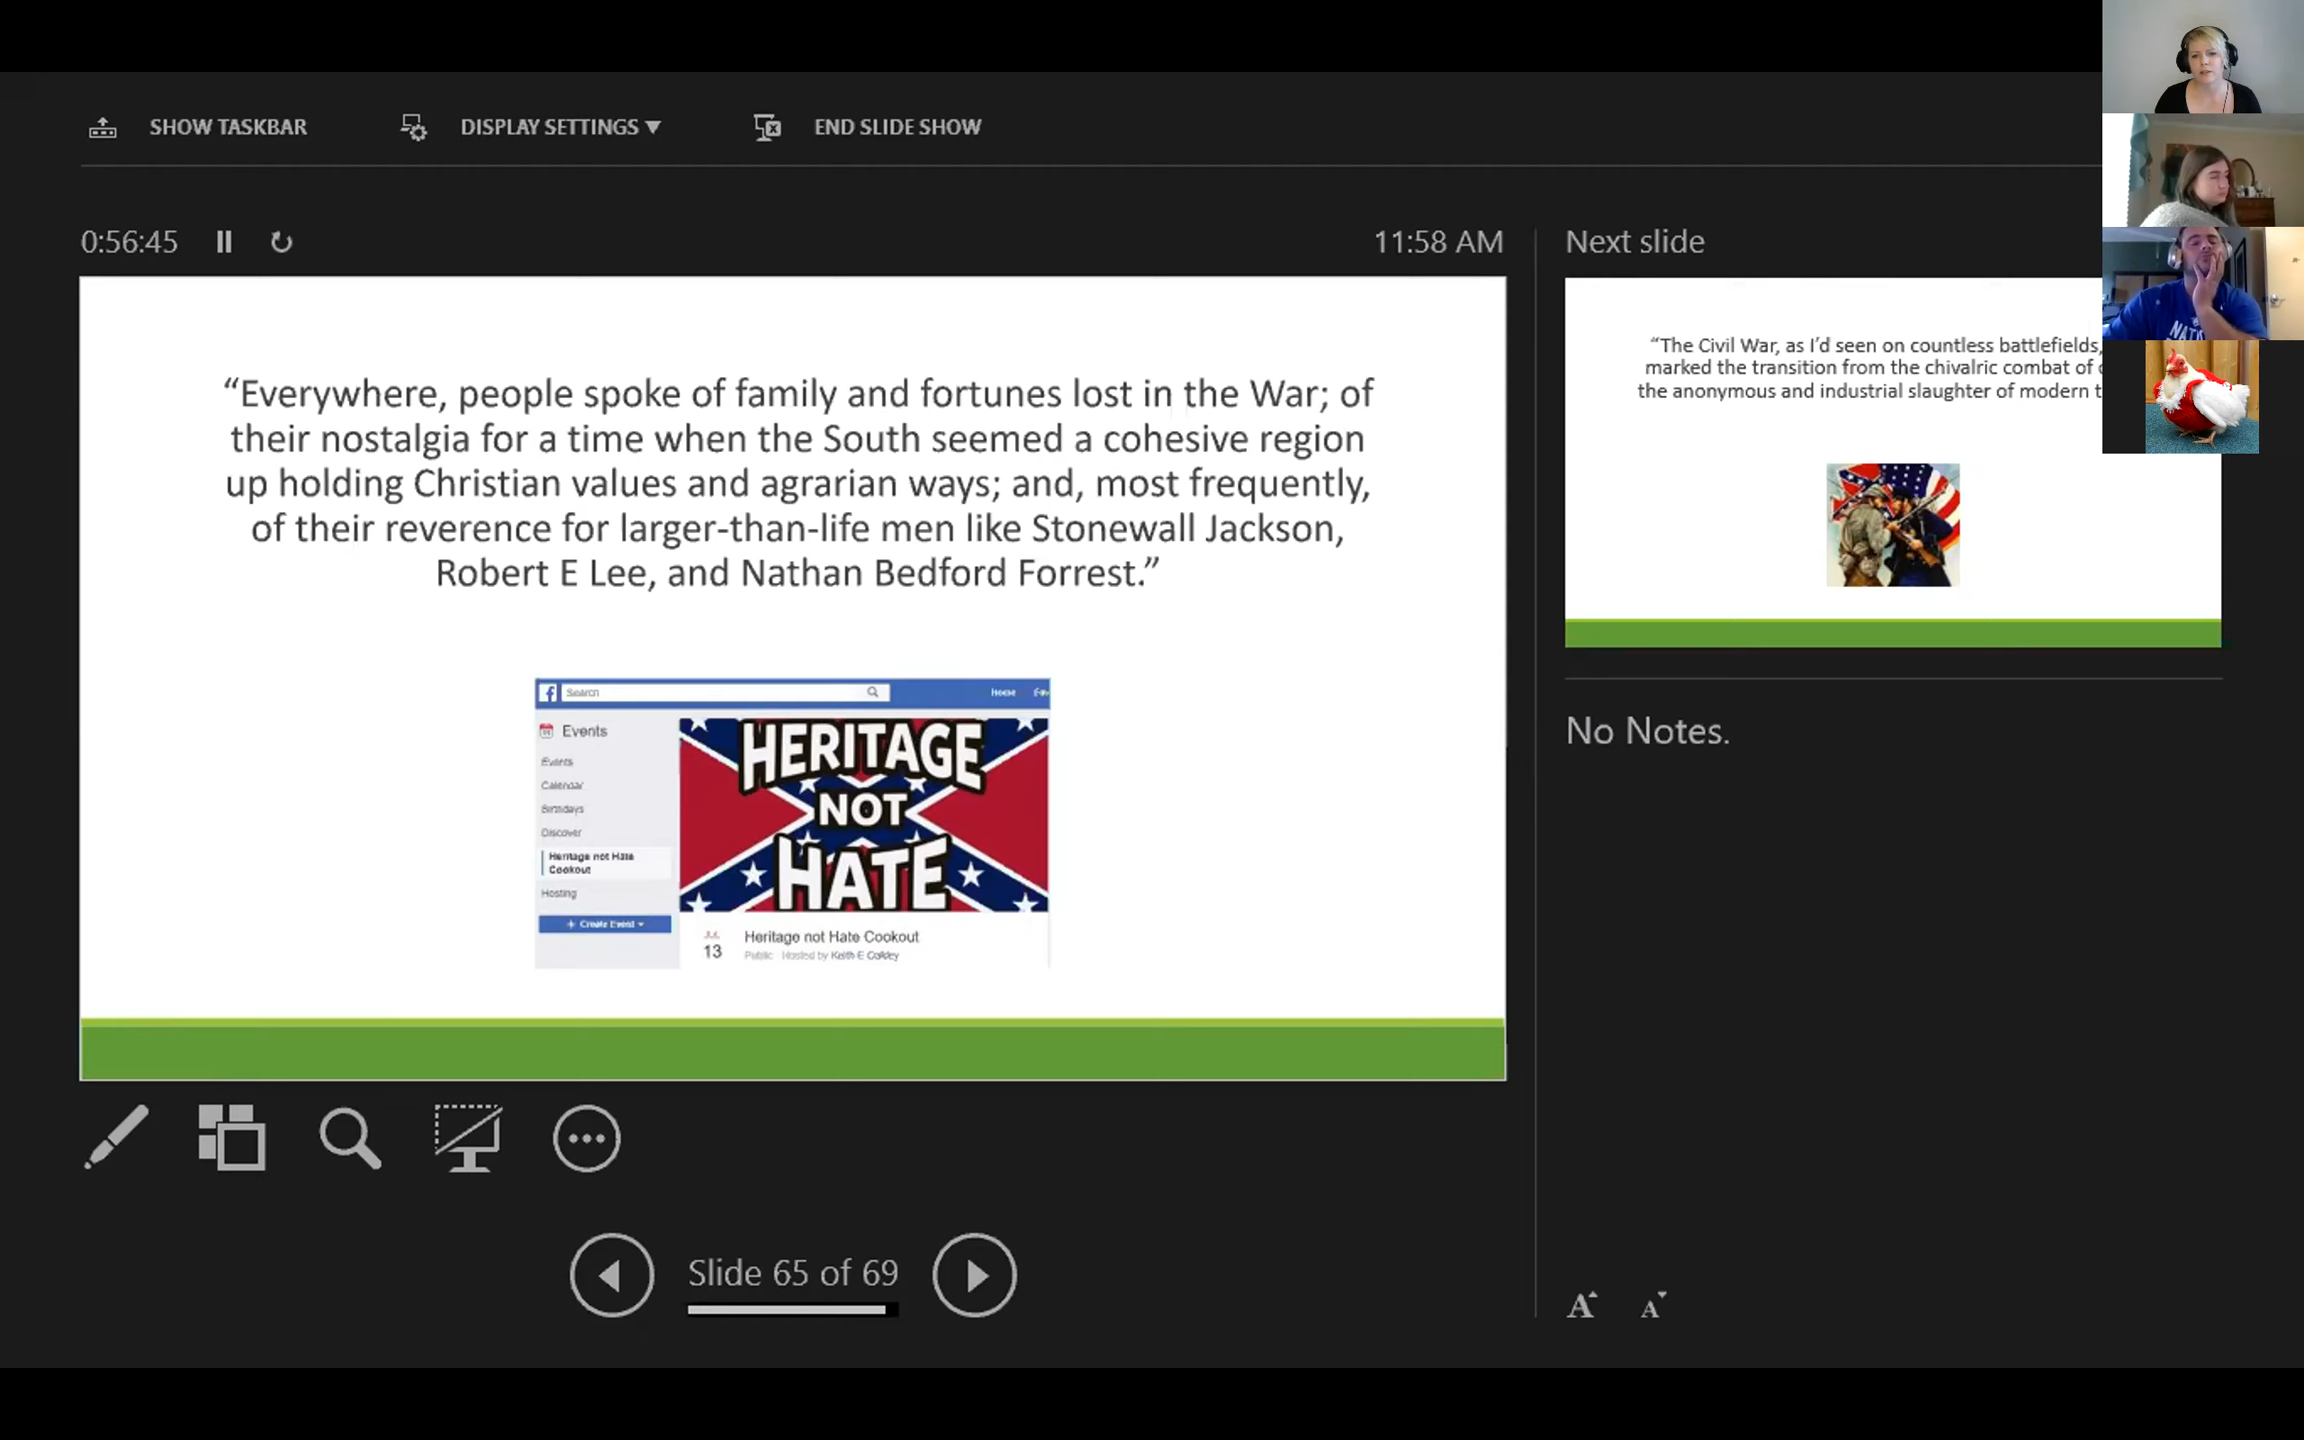 SHOW TASKBAR
DISPLAY SETTINGS ▼
END SLIDE SHOW
0:56:45
11:58 AM
“Everywhere, people spoke of family and fortunes lost in the War; of
their nostalgia for a time when the South seemed a cohesive region
up holding Christian values and agrarian ways; and, most frequently,
of their reverence for larger-than-life men like Stonewall Jackson,
Robert E Lee, and Nathan Bedford Forrest.”
Search
Home
Events
Events
Calendar
Birthdays
Discover
Heritage not Hate
Cookout
Hosting
+ Create Event
HERITAGE
NOT
HATE
JUL
13
Heritage not Hate Cookout
Public Hosted by Keith E
Slide 65 of 69
Next slide
“The Civil War, as I’d seen on countless battlefields,
marked the transition from the chivalric combat of
the anonymous and industrial slaughter of modern
No Notes.
A
A